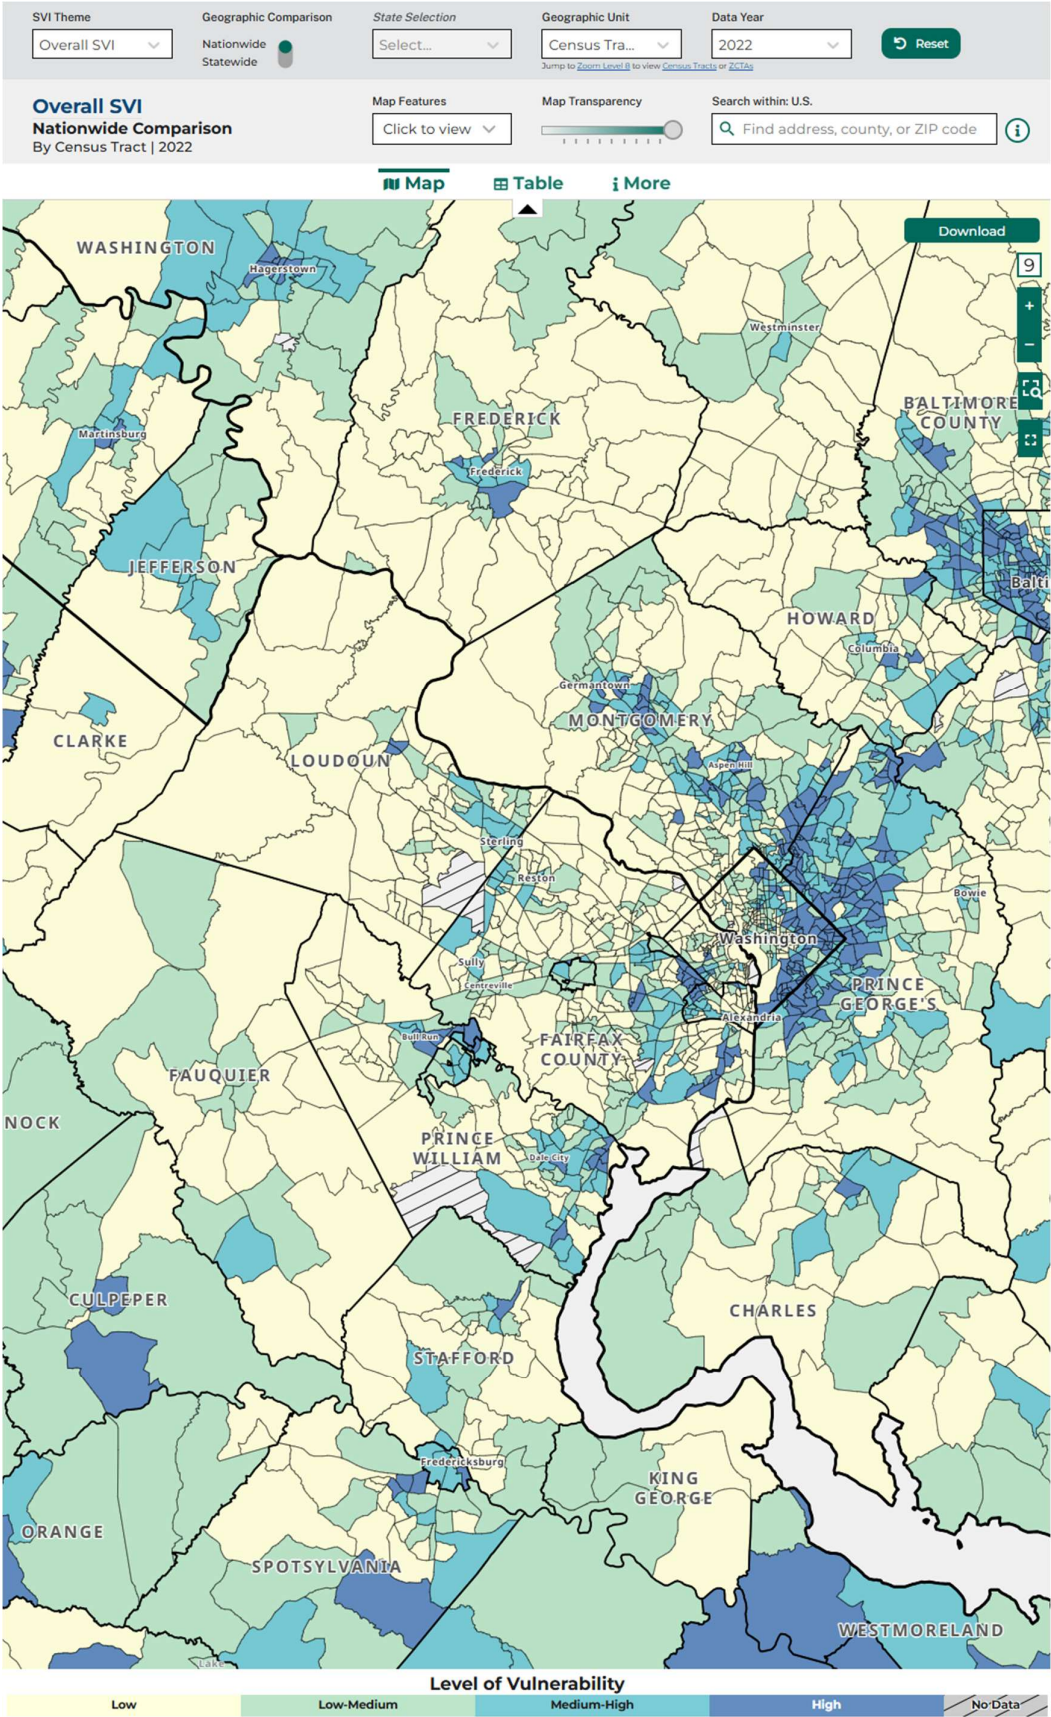 SVI Theme
Geographic Comparison
State Selection
Geographic Unit
Data Year
Overall SVI
Nationwide
Statewide
Select...
Census Tra...
2022
Reset
Jump to Zoom Level 8 to view Census Tracts or ZCTAs
Overall SVI
Nationwide Comparison
By Census Tract | 2022
Map Features
Click to view
Map Transparency
Search within: U.S.
Find address, county, or ZIP code
Map
Table
More
Download
9
+
−
WASHINGTON
Hagerstown
Westminster
BALTIMORE
COUNTY
FREDERICK
Martinsburg
Frederick
JEFFERSON
Balti
HOWARD
Columbia
Germantown
MONTGOMERY
CLARKE
LOUDOUN
Aspen Hill
Sterling
Reston
Bowie
Washington
Sully
Centreville
PRINCE
GEORGE'S
Alexandria
Bull Run
FAIRFAX
COUNTY
FAUQUIER
NOCK
PRINCE
WILLIAM
Dale City
CULPEPER
CHARLES
STAFFORD
Fredericksburg
KING
GEORGE
ORANGE
SPOTSYLVANIA
WESTMORELAND
Lake
Level of Vulnerability
Low
Low-Medium
Medium-High
High
No Data